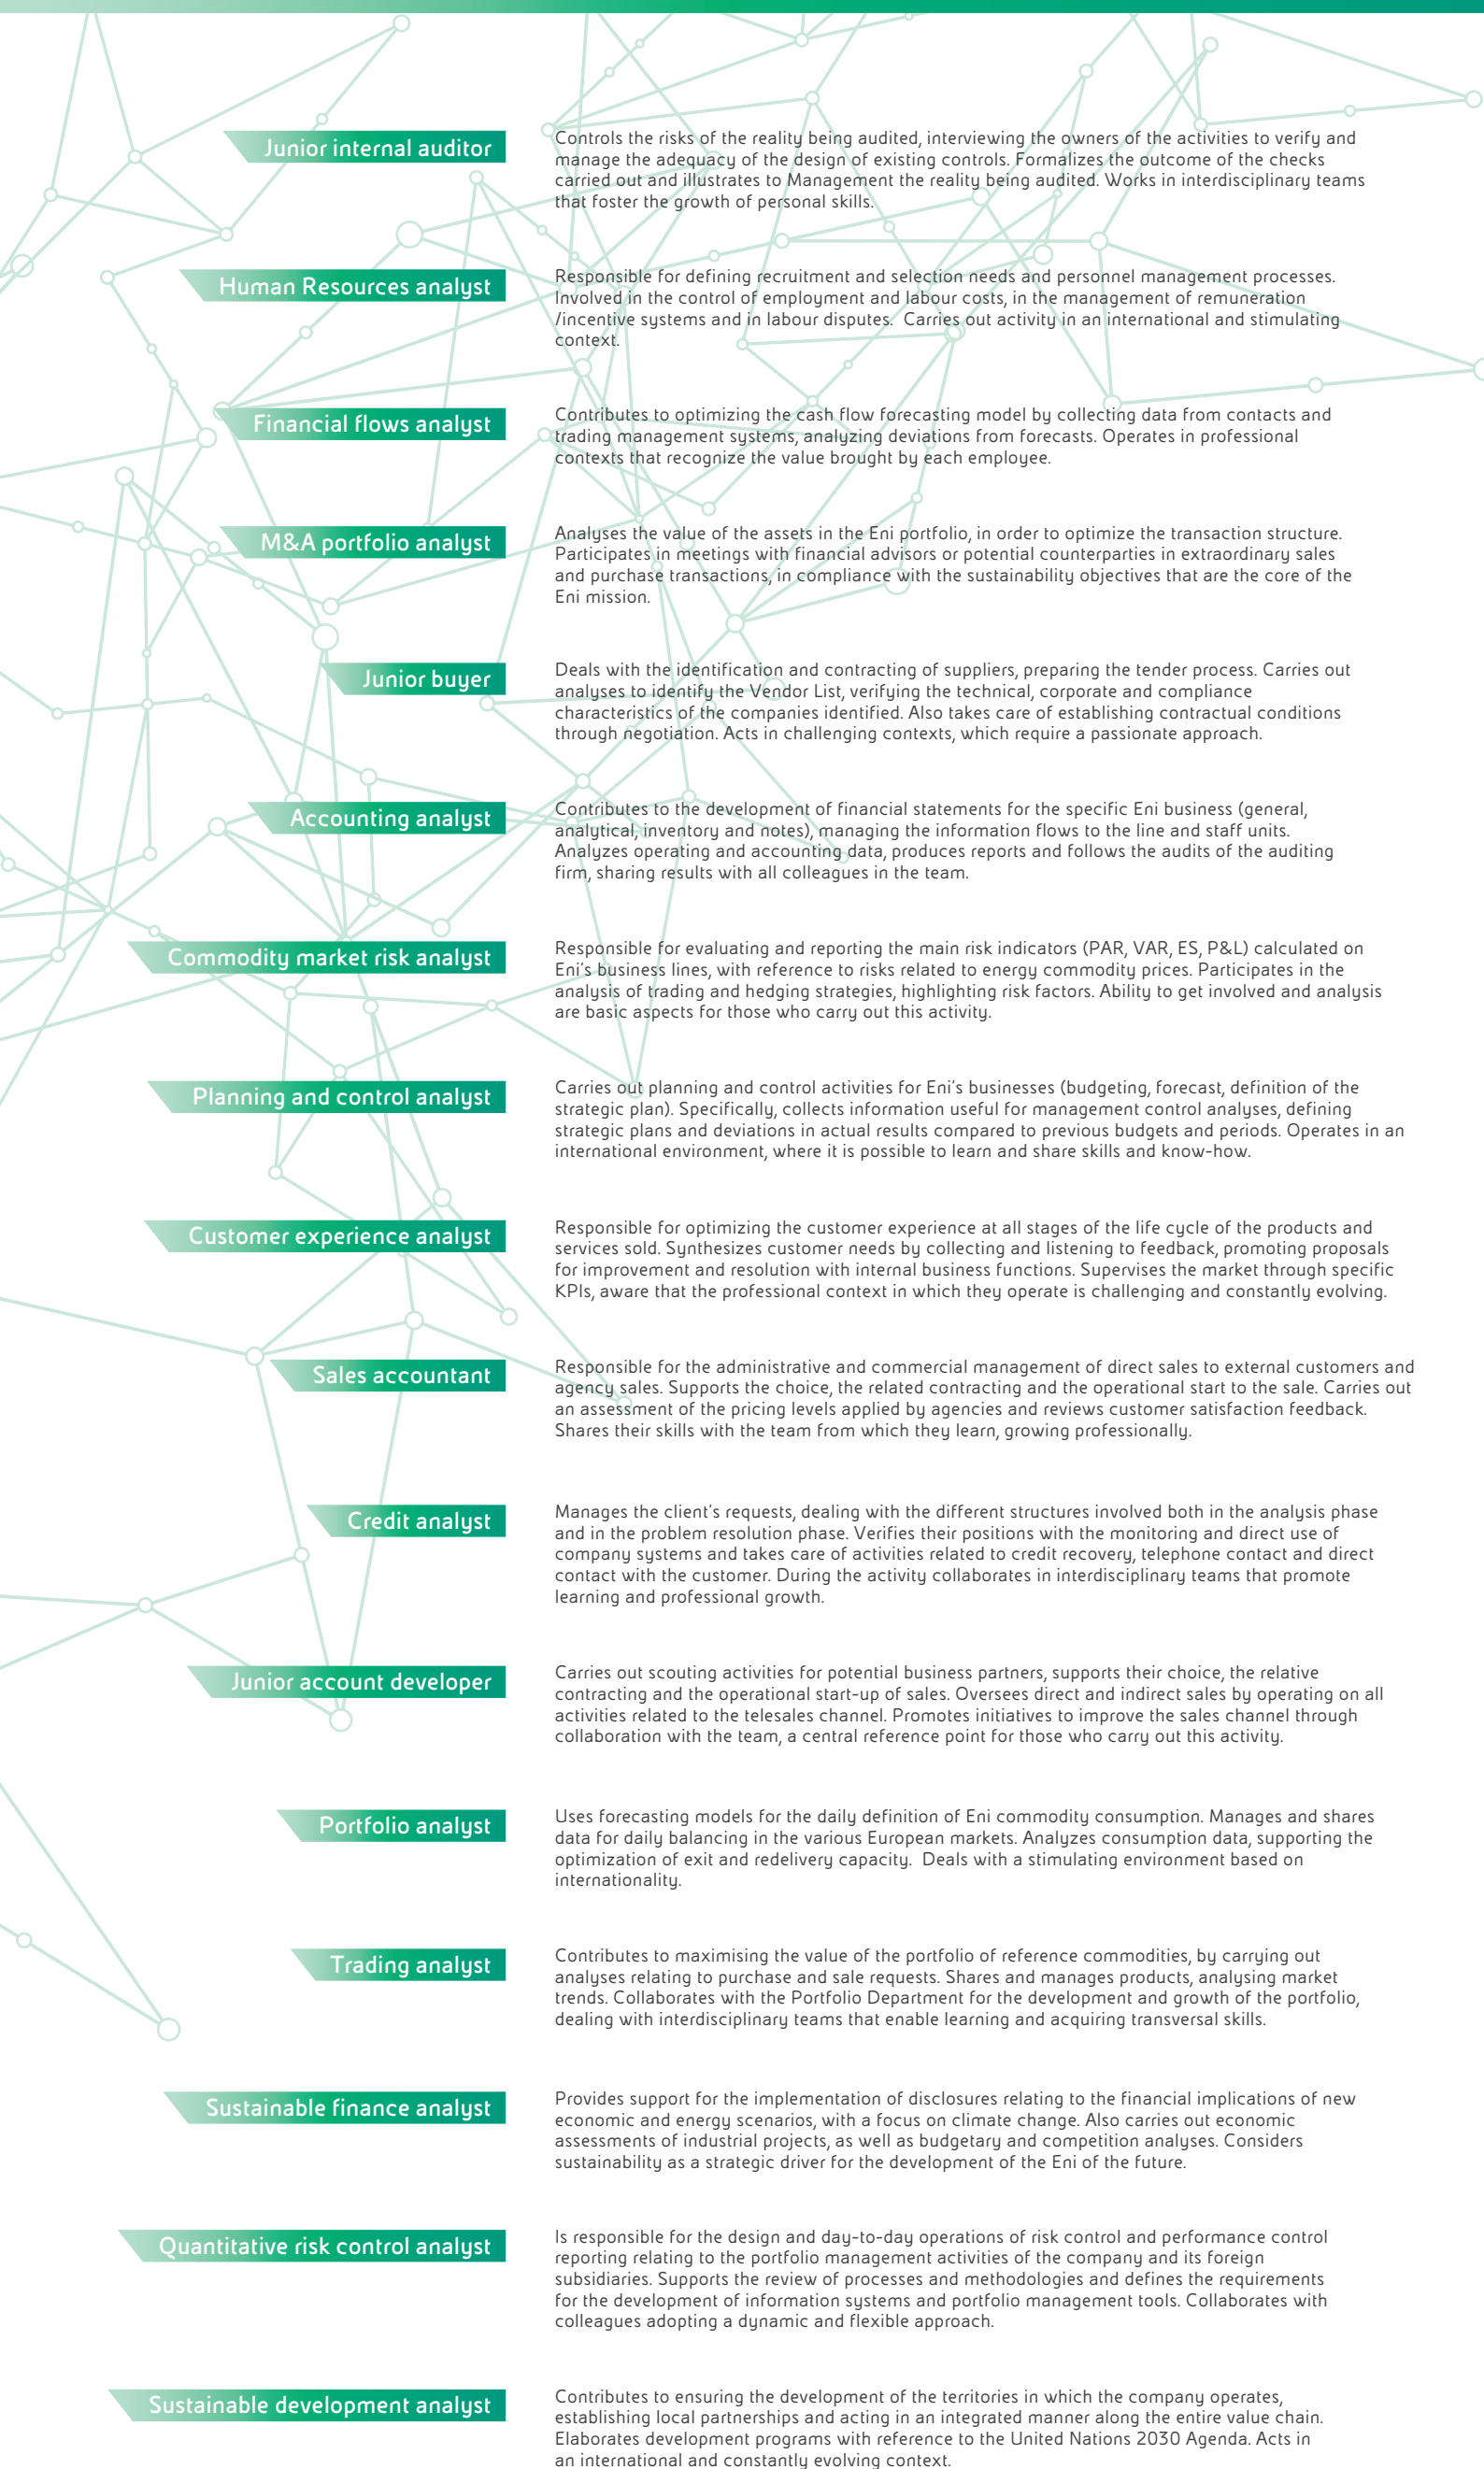 Junior internal auditor
Controls the risks of the reality being audited, interviewing the owners of the activities to verify and
manage the adequacy of the design of existing controls. Formalizes the outcome of the checks
carried out and illustrates to Management the reality being audited. Works in interdisciplinary teams
that foster the growth of personal skills.
Human Resources analyst
Responsible for defining recruitment and selection needs and personnel management processes.
Involved in the control of employment and labour costs, in the management of remuneration
/incentive systems and in labour disputes. Carries out activity in an international and stimulating
context.
Financial flows analyst
Contributes to optimizing the cash flow forecasting model by collecting data from contacts and
trading management systems, analyzing deviations from forecasts. Operates in professional
contexts that recognize the value brought by each employee.
M&A portfolio analyst
Analyses the value of the assets in the Eni portfolio, in order to optimize the transaction structure.
Participates in meetings with financial advisors or potential counterparties in extraordinary sales
and purchase transactions, in compliance with the sustainability objectives that are the core of the
Eni mission.
Junior buyer
Deals with the identification and contracting of suppliers, preparing the tender process. Carries out
analyses to identify the Vendor List, verifying the technical, corporate and compliance
characteristics of the companies identified. Also takes care of establishing contractual conditions
through negotiation. Acts in challenging contexts, which require a passionate approach.
Accounting analyst
Contributes to the development of financial statements for the specific Eni business (general,
analytical, inventory and notes), managing the information flows to the line and staff units.
Analyzes operating and accounting data, produces reports and follows the audits of the auditing
firm, sharing results with all colleagues in the team.
Commodity market risk analyst
Responsible for evaluating and reporting the main risk indicators (PAR, VAR, ES, P&L) calculated on
Eni's business lines, with reference to risks related to energy commodity prices. Participates in the
analysis of trading and hedging strategies, highlighting risk factors. Ability to get involved and analysis
are basic aspects for those who carry out this activity.
Planning and control analyst
Carries out planning and control activities for Eni's businesses (budgeting, forecast, definition of the
strategic plan). Specifically, collects information useful for management control analyses, defining
strategic plans and deviations in actual results compared to previous budgets and periods. Operates in an
international environment, where it is possible to learn and share skills and know-how.
Customer experience analyst
Responsible for optimizing the customer experience at all stages of the life cycle of the products and
services sold. Synthesizes customer needs by collecting and listening to feedback, promoting proposals
for improvement and resolution with internal business functions. Supervises the market through specific
KPIs, aware that the professional context in which they operate is challenging and constantly evolving.
Sales accountant
Responsible for the administrative and commercial management of direct sales to external customers and
agency sales. Supports the choice, the related contracting and the operational start to the sale. Carries out
an assessment of the pricing levels applied by agencies and reviews customer satisfaction feedback.
Shares their skills with the team from which they learn, growing professionally.
Credit analyst
Manages the client's requests, dealing with the different structures involved both in the analysis phase
and in the problem resolution phase. Verifies their positions with the monitoring and direct use of
company systems and takes care of activities related to credit recovery, telephone contact and direct
contact with the customer. During the activity collaborates in interdisciplinary teams that promote
learning and professional growth.
Junior account developer
Carries out scouting activities for potential business partners, supports their choice, the relative
contracting and the operational start-up of sales. Oversees direct and indirect sales by operating on all
activities related to the telesales channel. Promotes initiatives to improve the sales channel through
collaboration with the team, a central reference point for those who carry out this activity.
Portfolio analyst
Uses forecasting models for the daily definition of Eni commodity consumption. Manages and shares
data for daily balancing in the various European markets. Analyzes consumption data, supporting the
optimization of exit and redelivery capacity. Deals with a stimulating environment based on
internationality.
Trading analyst
Contributes to maximising the value of the portfolio of reference commodities, by carrying out
analyses relating to purchase and sale requests. Shares and manages products, analysing market
trends. Collaborates with the Portfolio Department for the development and growth of the portfolio,
dealing with interdisciplinary teams that enable learning and acquiring transversal skills.
Sustainable finance analyst
Provides support for the implementation of disclosures relating to the financial implications of new
economic and energy scenarios, with a focus on climate change. Also carries out economic
assessments of industrial projects, as well as budgetary and competition analyses. Considers
sustainability as a strategic driver for the development of the Eni of the future.
Quantitative risk control analyst
Is responsible for the design and day-to-day operations of risk control and performance control
reporting relating to the portfolio management activities of the company and its foreign
subsidiaries. Supports the review of processes and methodologies and defines the requirements
for the development of information systems and portfolio management tools. Collaborates with
colleagues adopting a dynamic and flexible approach.
Sustainable development analyst
Contributes to ensuring the development of the territories in which the company operates,
establishing local partnerships and acting in an integrated manner along the entire value chain.
Elaborates development programs with reference to the United Nations 2030 Agenda. Acts in
an international and constantly evolving context.